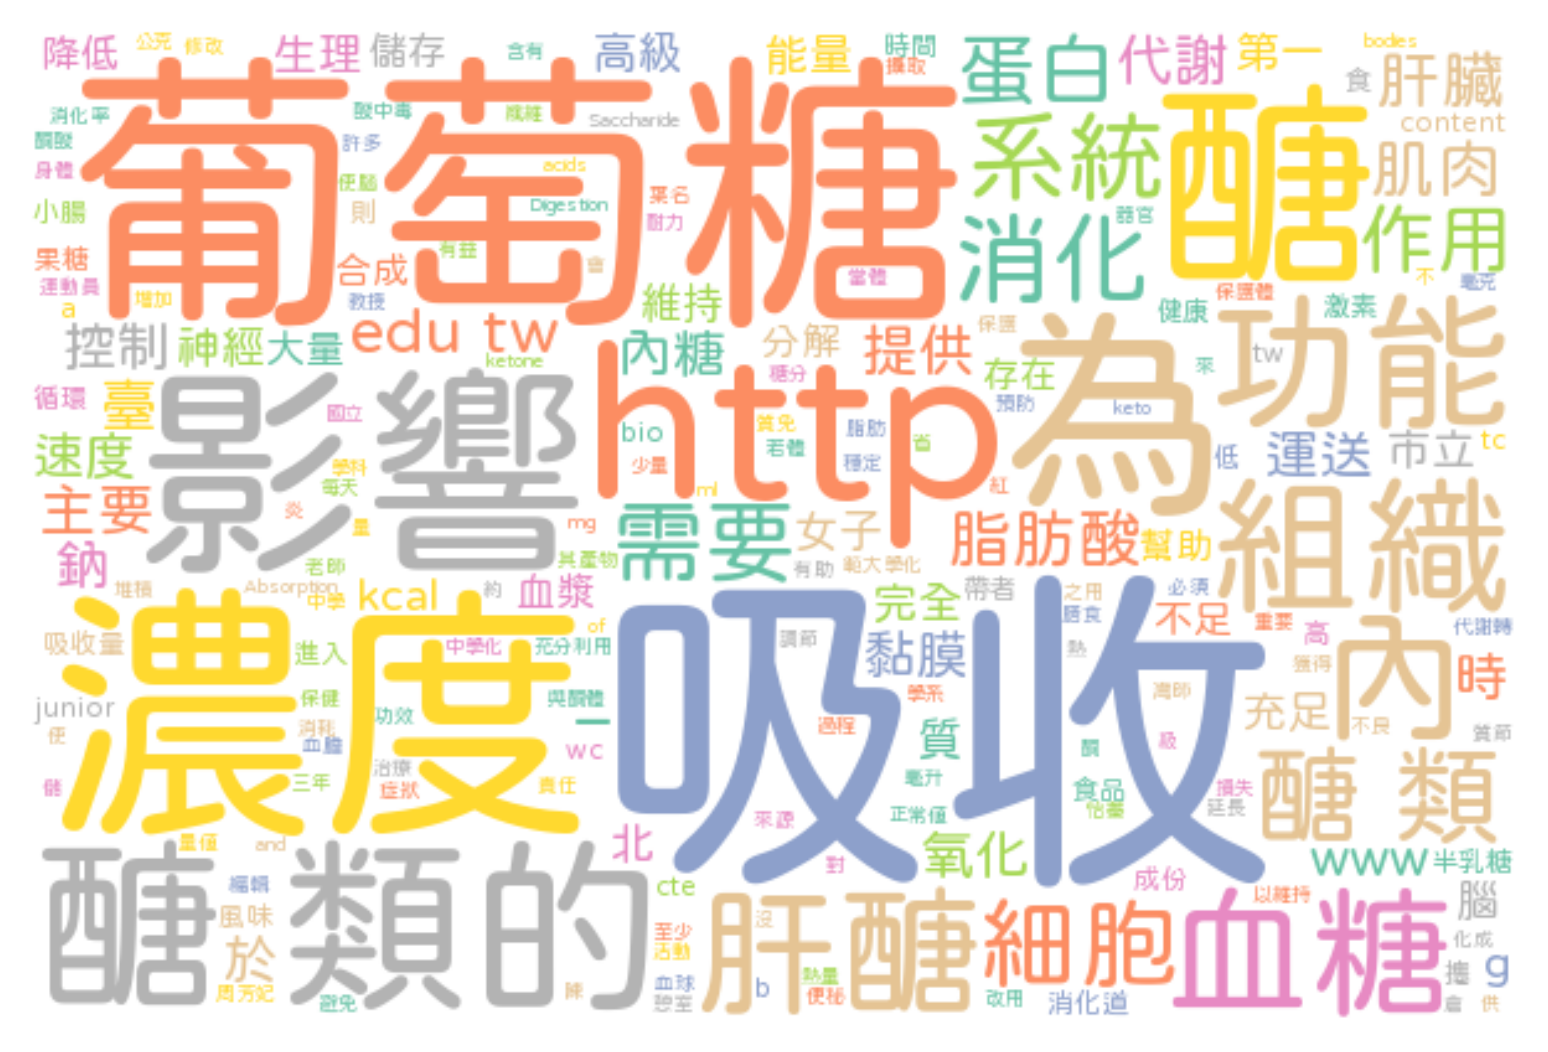 降低
公克
修改
生理
儲存
含有
高級
能量
時間
攝取
蛋白
代謝
第一
bodies
食
肝臟
content
消化率
酸中毒
纖維
Saccharide
酮酸
許多
葡萄糖
系統
醣
肌肉
身體
便腦
acids
葉名
Digestion
耐力
小腸
則
有益
消化
器官
作用
果糖
合成
會
當體
運動員
增加
教授
a
維持
保護體
不
毫克
健康
激素
控制
神經
大量
edu tw
ketone
內糖
分解
提供
保護
為
功能
tw
來
糖分
存在
循環
臺
影響
國立
http
預防
keto
速度
bio
質免
脂肪
省
低
運送
市立
tc
學科
每天
少量
若體
穩定
主要
炎
量
ml
mg
紅
鈉
老師
其產物
需要
女子
有助
範大學化
脂肪酸
幫助
組織
堆積
Absorption
中學
kcal
約
血漿
完全
帶者
之用
膳食
必須
不足
重要
高
代謝轉
吸收量
進入
濃度
中學化
of
充分利用
吸收
調節
黏膜
熱
獲得
內
時
junior
便
保健
消耗
血膽
功效
與酮體
一
學系
過程
質
周師
充足
不良
質節
儲
三年
治療
症狀
wc
責任
毫升
酮
級
食品
怡蓁
損失
延長
醣 類
來源
正常值
量值
and
北
對
氧化
成份
www
半乳糖
醣 類的
編輯
風味
於
周芳妃
避免
陳
cte
至少
活動
血球
憩室
b
肝醣
沒
熱量
便秘
細胞
改用
消化道
以維持
血糖
腦
化成
擔
g
倉
供